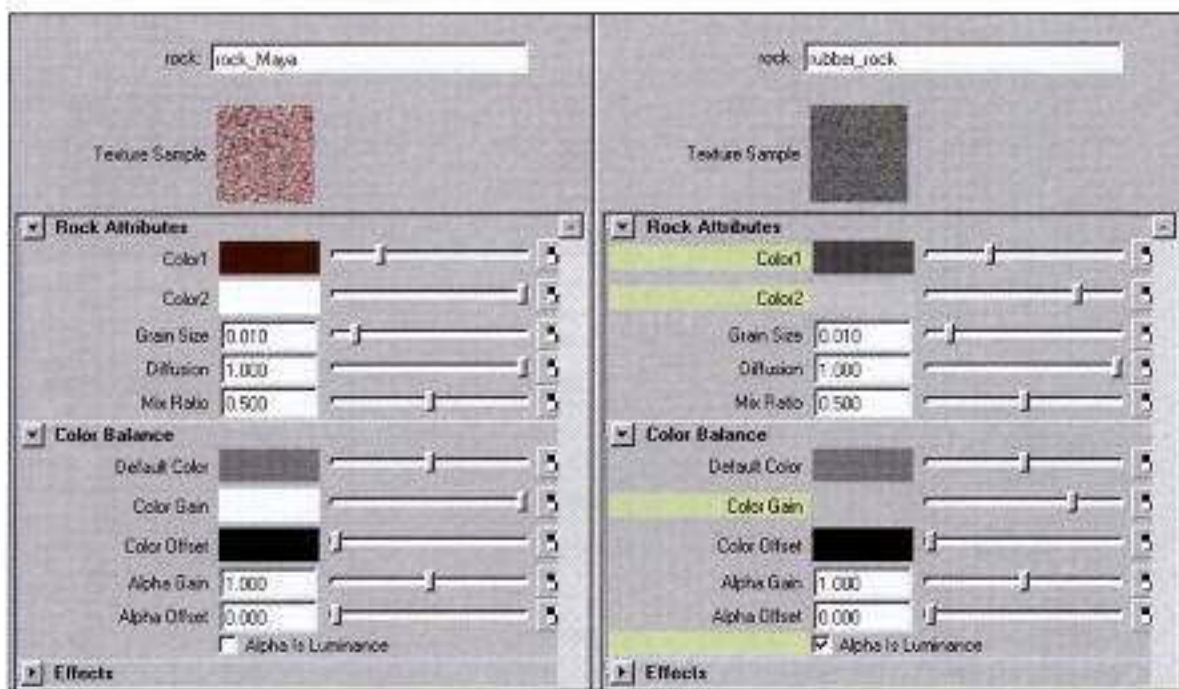 rock: rock_Maya
Texture Sample
Rock Attributes
Color1
Color2
Grain Size 0.010
Diffusion 1.000
Mix Ratio 0.500
Color Balance
Default Color
Color Gain
Color Offset
Alpha Gain 1.000
Alpha Offset 0.000
Alpha Is Luminance
Effects
rock: rubber_rock
Texture Sample
Rock Attributes
Color1
Color2
Grain Size 0.010
Diffusion 1.000
Mix Ratio 0.500
Color Balance
Default Color
Color Gain
Color Offset
Alpha Gain 1.000
Alpha Offset 0.000
Alpha Is Luminance
Effects